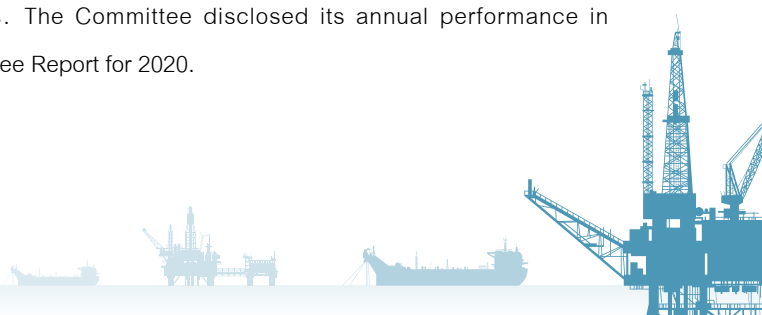 . The Committee disclosed its annual performance in
ee Report for 2020.